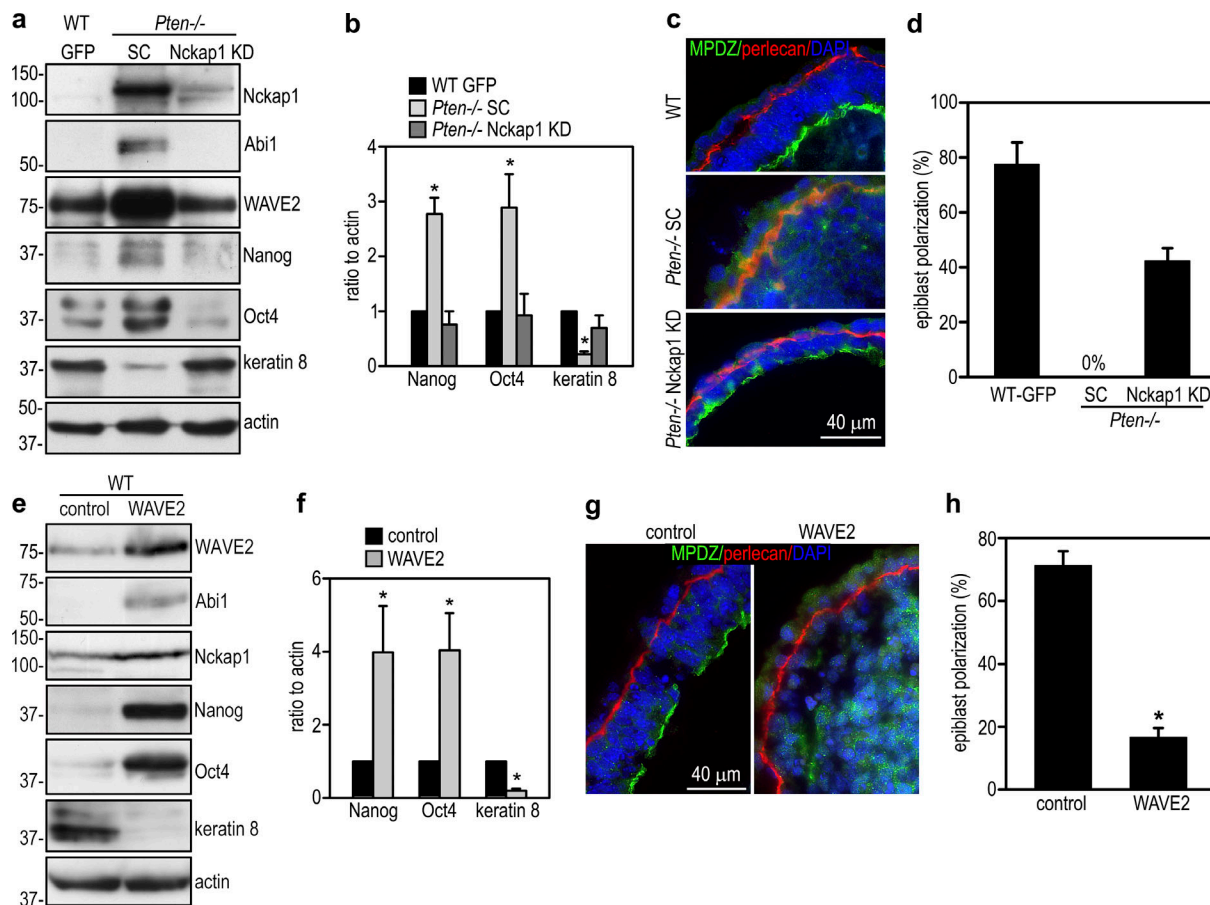 a
WT Pten-/-
GFP SC Nckap1 KD
150-
100-
Nckap1
50-
Abi1
75-
WAVE2
37-
Nanog
37-
Oct4
37-
keratin 8
50-
37-
actin
b
WT GFP
Pten-/- SC
Pten-/- Nckap1 KD
ratio to actin
4
3
2
1
0
* * *
Nanog Oct4 keratin 8
c
MPDZ/perlecan/DAPI
WT
Pten-/- SC
Pten-/- Nckap1 KD
40 µm
d
epiblast polarization (%)
100
80
60
40
20
0
0%
WT-GFP SC Nckap1 KD
Pten-/-
e
WT
control WAVE2
75-
WAVE2
75-
50-
Abi1
150-
100-
Nckap1
37-
Nanog
37-
Oct4
37-
keratin 8
37-
actin
f
control
WAVE2
ratio to actin
6
4
2
0
* * *
Nanog Oct4 keratin 8
g
control WAVE2
MPDZ/perlecan/DAPI
40 µm
h
epiblast polarization (%)
80
60
40
20
0
*
control WAVE2